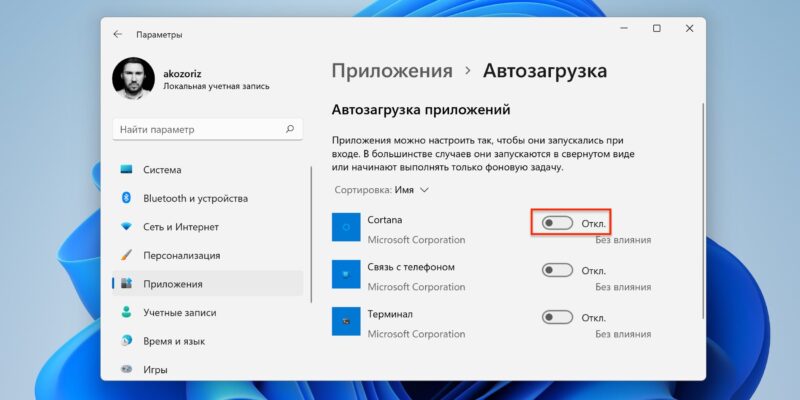 Параметры
akozoriz
Локальная учетная запись
Найти параметр
Система
Bluetooth и устройства
Сеть и Интернет
Персонализация
Приложения
Учетные записи
Время и язык
Игры
Приложения > Автозагрузка
Автозагрузка приложений
Приложения можно настроить так, чтобы они запускались при
входе. В большинстве случаев они запускаются в свернутом виде
или начинают выполнять только фоновую задачу.
Сортировка: Имя
Cortana
Откл.
Microsoft Corporation
Без влияния
Связь с телефоном
Откл.
Microsoft Corporation
Без влияния
Терминал
Откл.
Microsoft Corporation
Без влияния